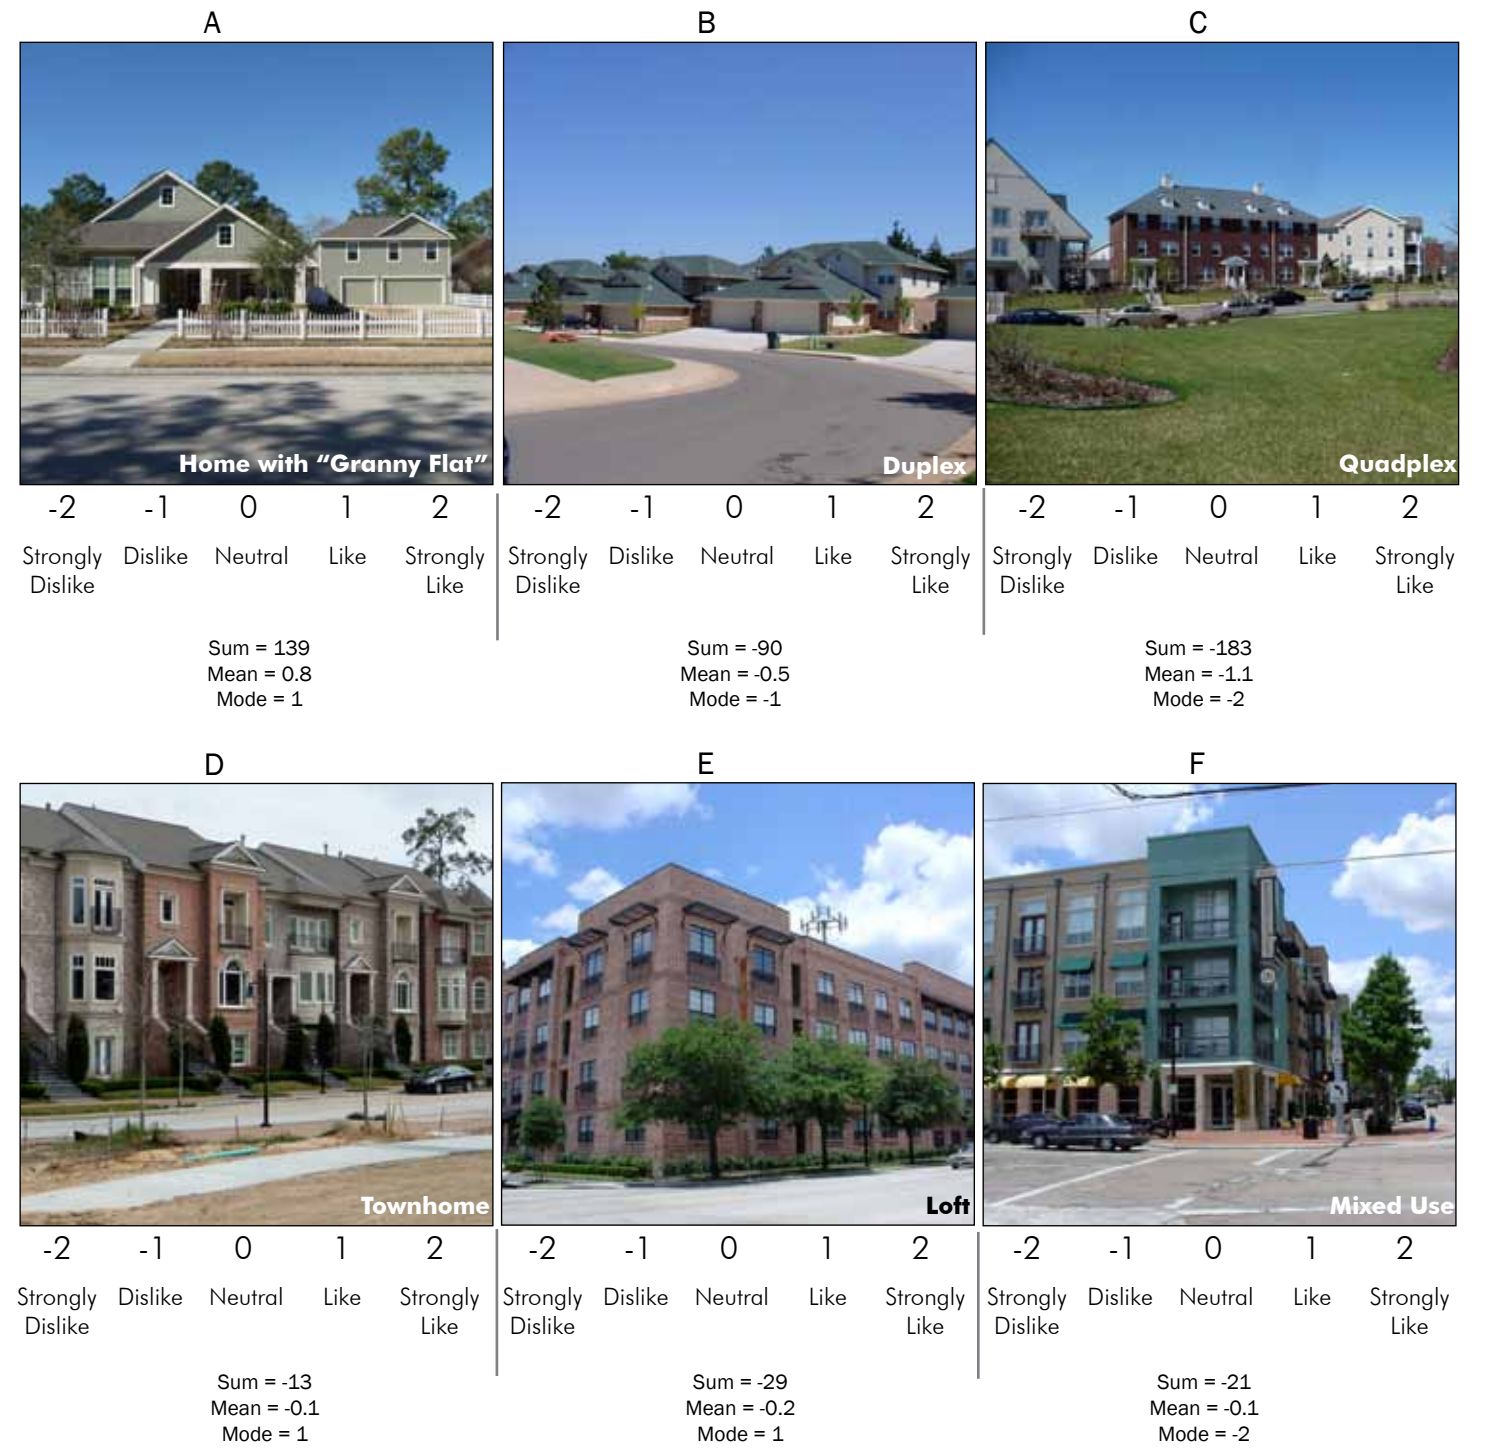 A B C
Home with “Granny Flat” Duplex Quadplex
-2 -1 0 1 2 -2 -1 0 1 2 -2 -1 0 1 2
Strongly Dislike Neutral Like Strongly Strongly Dislike Neutral Like Strongly Strongly Dislike Neutral Like Strongly
Dislike Like Dislike Like Dislike Like
Sum = 139 Sum = -90 Sum = -183
Mean = 0.8 Mean = -0.5 Mean = -1.1
Mode = 1 Mode = -1 Mode = -2
D E F
Townhome Loft Mixed Use
-2 -1 0 1 2 -2 -1 0 1 2 -2 -1 0 1 2
Strongly Dislike Neutral Like Strongly Strongly Dislike Neutral Like Strongly Strongly Dislike Neutral Like Strongly
Dislike Like Dislike Like Dislike Like
Sum = -13 Sum = -29 Sum = -21
Mean = -0.1 Mean = -0.2 Mean = -0.1
Mode = 1 Mode = 1 Mode = -2